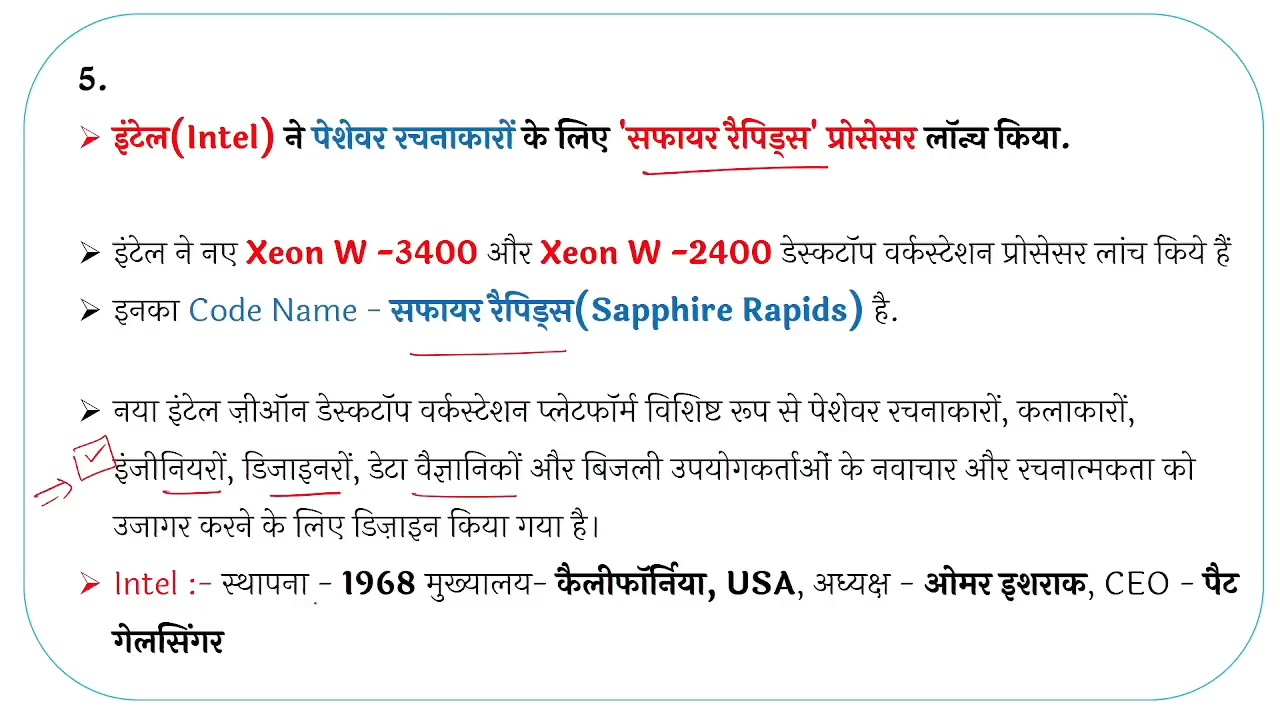 5.
➢ इंटेल(Intel) ने पेशेवर रचनाकारों के लिए 'सफायर रैपिड्स' प्रोसेसर लॉन्च किया.
➢ इंटेल ने नए Xeon W -3400 और Xeon W -2400 डेस्कटॉप वर्कस्टेशन प्रोसेसर लांच किये हैं
➢ इनका Code Name - सफायर रैपिड्स(Sapphire Rapids) है.
➢ नया इंटेल ज़ीऑन डेस्कटॉप वर्कस्टेशन प्लेटफॉर्म विशिष्ट रूप से पेशेवर रचनाकारों, कलाकारों,
इंजीनियरों, डिजाइनरों, डेटा वैज्ञानिकों और बिजली उपयोगकर्ताओं के नवाचार और रचनात्मकता को
उजागर करने के लिए डिज़ाइन किया गया है।
➢ Intel :- स्थापना - 1968 मुख्यालय- कैलीफॉर्निया, USA, अध्यक्ष - ओमर इशराक, CEO - पैट
गेलसिंगर